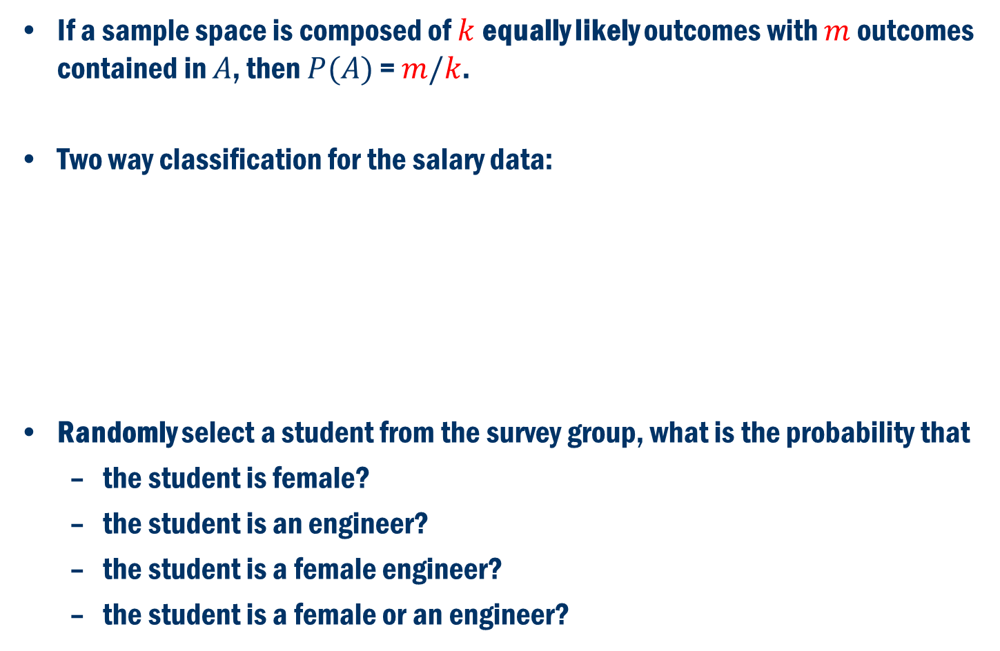 • If a sample space is composed of k equally likely outcomes with m outcomes
contained in A, then P(A) = m/k.
• Two way classification for the salary data:
• Randomly select a student from the survey group, what is the probability that
– the student is female?
– the student is an engineer?
– the student is a female engineer?
– the student is a female or an engineer?